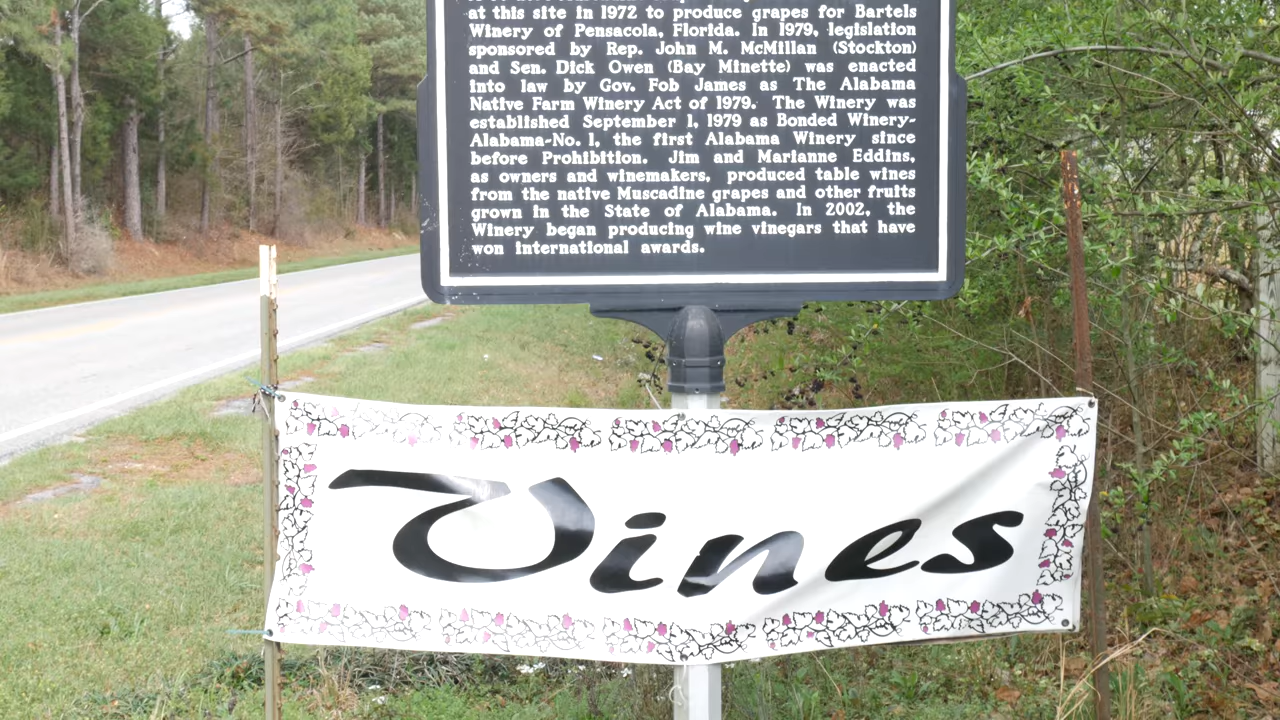 at this site in 1972 to produce grapes for Bartels
Winery of Pensacola, Florida. In 1979, legislation
sponsored by Rep. John M. McMillan (Stockton)
and Sen. Dick Owen (Bay Minette) was enacted
into law by Gov. Fob James as The Alabama
Native Farm Winery Act of 1979. The Winery was
established September 1, 1979 as Bonded Winery-
Alabama-No. 1, the first Alabama Winery since
before Prohibition. Jim and Marianne Eddins,
as owners and winemakers, produced table wines
from the native Muscadine grapes and other fruits
grown in the State of Alabama. In 2002, the
Winery began producing wine vinegars that have
won international awards.
Vines